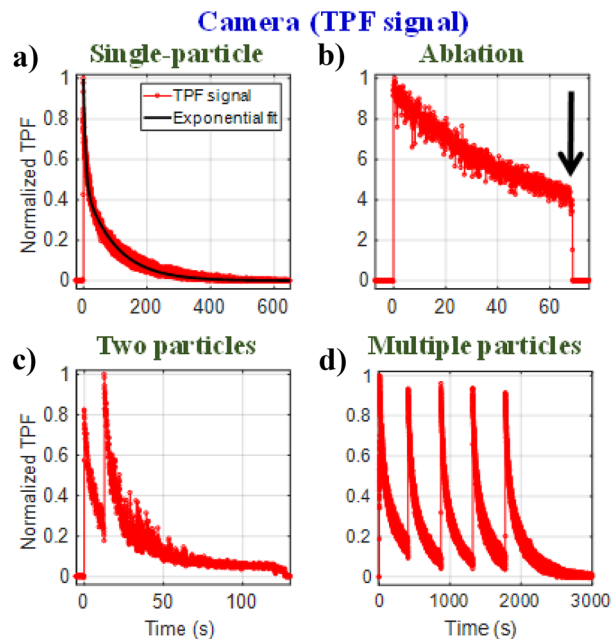 Camera (TPF signal)
a) Single-particle
b) Ablation
Normalized TPF
1
0.8
0.6
0.4
0.2
0
TPF signal
Exponential fit
0 200 400 600
1
8
6
4
2
0
0 20 40 60
c) Two particles
d) Multiple particles
Normalized TPF
1
0.8
0.6
0.4
0.2
0
0 50 100
Time (s)
1
0.8
0.6
0.4
0.2
0
0 1000 2000 3000
Time (s)